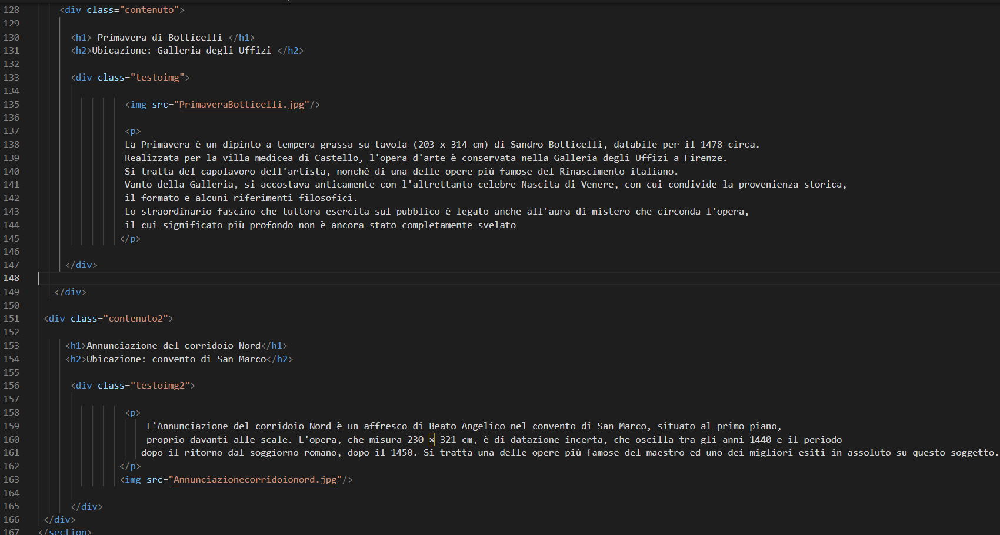 128 <div class="contenuto">
129
130 <h1> Primavera di Botticelli </h1>
131 <h2>Ubicazione: Galleria degli Uffizi </h2>
132
133 <div class="testoimg">
134
135 <img src="PrimaveraBotticelli.jpg"/>
136
137 <p>
138 La Primavera è un dipinto a tempera grassa su tavola (203 x 314 cm) di Sandro Botticelli, databile per il 1478 circa.
139 Realizzata per la villa medicea di Castello, l'opera d'arte è conservata nella Galleria degli Uffizi a Firenze.
140 Si tratta del capolavoro dell'artista, nonché di una delle opere più famose del Rinascimento italiano.
141 Vanto della Galleria, si accostava anticamente con l'altrettanto celebre Nascita di Venere, con cui condivide la provenienza storica,
142 il formato e alcuni riferimenti filosofici.
143 Lo straordinario fascino che tuttora esercita sul pubblico è legato anche all'aura di mistero che circonda l'opera,
144 il cui significato più profondo non è ancora stato completamente svelato
145 </p>
146
147 </div>
148
149 </div>
150
151 <div class="contenuto2">
152
153 <h1>Annunciazione del corridoio Nord</h1>
154 <h2>Ubicazione: convento di San Marco</h2>
155
156 <div class="testoimg2">
157
158 <p>
159 L'Annunciazione del corridoio Nord è un affresco di Beato Angelico nel convento di San Marco, situato al primo piano,
160 proprio davanti alle scale. L'opera, che misura 230 × 321 cm, è di datazione incerta, che oscilla tra gli anni 1440 e il periodo
161 dopo il ritorno dal soggiorno romano, dopo il 1450. Si tratta una delle opere più famose del maestro ed uno dei migliori esiti in assoluto su questo soggetto.
162 </p>
163 <img src="Annunciazionecorridoionord.jpg"/>
164
165 </div>
166 </div>
167 </section>